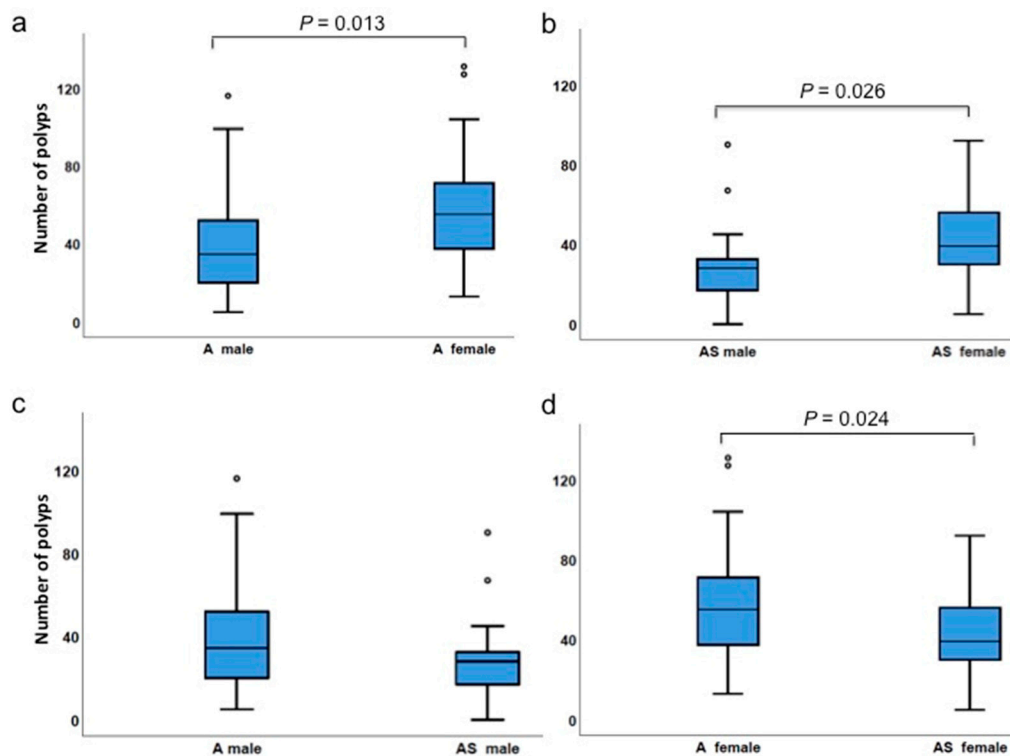 a
P = 0.013
Number of polyps
120
80
40
0
A male
A female
b
P = 0.026
120
80
40
0
AS male
AS female
c
Number of polyps
120
80
40
0
A male
AS male
d
P = 0.024
120
80
40
0
A female
AS female